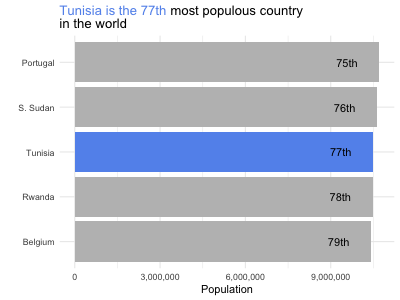 Tunisia is the 77th most populous country
in the world
Portugal 75th
S. Sudan 76th
Tunisia 77th
Rwanda 78th
Belgium 79th
0 3,000,000 6,000,000 9,000,000
Population